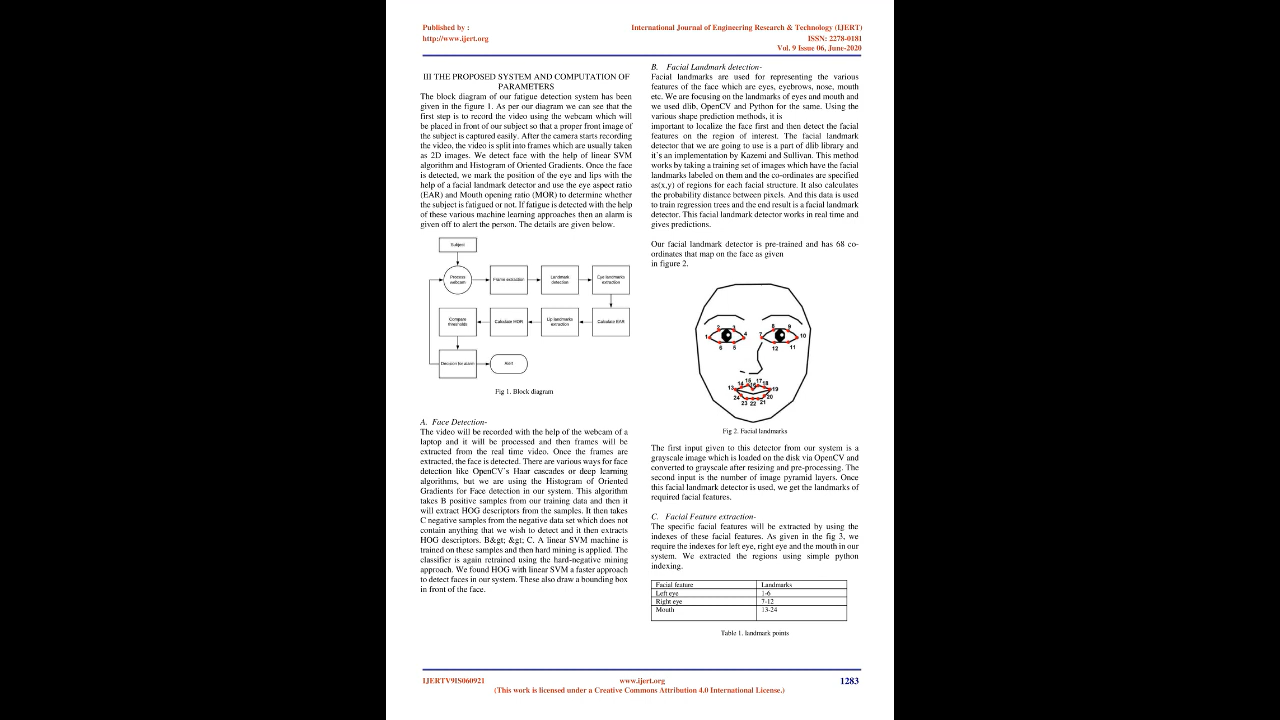 Published by :
http://www.ijert.org
International Journal of Engineering Research & Technology (IJERT)
ISSN: 2278-0181
Vol. 9 Issue 06, June-2020
III THE PROPOSED SYSTEM AND COMPUTATION OF
PARAMETERS
The block diagram of our fatigue detection system has been
given in the figure 1. As per our diagram we can see that the
first step is to record the video using the webcam which will
be placed in front of our subject so that a proper front image of
the subject is captured easily. After the camera starts recording
the video, the video is split into frames which are usually taken
as 2D images. We detect face with the help of linear SVM
algorithm and Histogram of Oriented Gradients. Once the face
is detected, we mark the position of the eye and lips with the
help of a facial landmark detector and use the eye aspect ratio
(EAR) and Mouth opening ratio (MOR) to determine whether
the subject is fatigued or not. If fatigue is detected with the help
of these various machine learning approaches then an alarm is
given off to alert the person. The details are given below.
Subject
Process
webcam
Frame extraction
Landmark
detection
Eye landmarks
extraction
Compare
thresholds
Calculate MOR
Lip landmarks
extraction
Calculate EAR
Decision for alarm
Alert
Fig 1. Block diagram
A. Face Detection-
The video will be recorded with the help of the webcam of a
laptop and it will be processed and then frames will be
extracted from the real time video. Once the frames are
extracted, the face is detected. There are various ways for face
detection like OpenCV's Haar cascades or deep learning
algorithms, but we are using the Histogram of Oriented
Gradients for Face detection in our system. This algorithm
takes B positive samples from our training data and then it
will extract HOG descriptors from the samples. It then takes
C negative samples from the negative data set which does not
contain anything that we wish to detect and it then extracts
HOG descriptors. B&gt; &gt; C. A linear SVM machine is
trained on these samples and then hard mining is applied. The
classifier is again retrained using the hard-negative mining
approach. We found HOG with linear SVM a faster approach
to detect faces in our system. These also draw a bounding box
in front of the face.
B. Facial Landmark detection-
Facial landmarks are used for representing the various
features of the face which are eyes, eyebrows, nose, mouth
etc. We are focusing on the landmarks of eyes and mouth and
we used dlib, OpenCV and Python for the same. Using the
various shape prediction methods, it is
important to localize the face first and then detect the facial
features on the region of interest. The facial landmark
detector that we are going to use is a part of dlib library and
it's an implementation by Kazemi and Sullivan. This method
works by taking a training set of images which have the facial
landmarks labeled on them and the co-ordinates are specified
as(x,y) of regions for each facial structure. It also calculates
the probability distance between pixels. And this data is used
to train regression trees and the end result is a facial landmark
detector. This facial landmark detector works in real time and
gives predictions.
Our facial landmark detector is pre-trained and has 68 co-
ordinates that map on the face as given
in figure 2.
2 3 8 9
1 4 7 10
6 5 12 11
14 15 16 17 18
13 19
24 20
23 22 21
Fig 2. Facial landmarks
The first input given to this detector from our system is a
grayscale image which is loaded on the disk via OpenCV and
converted to grayscale after resizing and pre-processing. The
second input is the number of image pyramid layers. Once
this facial landmark detector is used, we get the landmarks of
required facial features.
C. Facial Feature extraction-
The specific facial features will be extracted by using the
indexes of these facial features. As given in the fig 3, we
require the indexes for left eye, right eye and the mouth in our
system. We extracted the regions using simple python
indexing.
Facial feature Landmarks
Left eye 1-6
Right eye 7-12
Mouth 13-24
Table 1. landmark points
IJERTV9IS060921
www.ijert.org
1283
(This work is licensed under a Creative Commons Attribution 4.0 International License.)